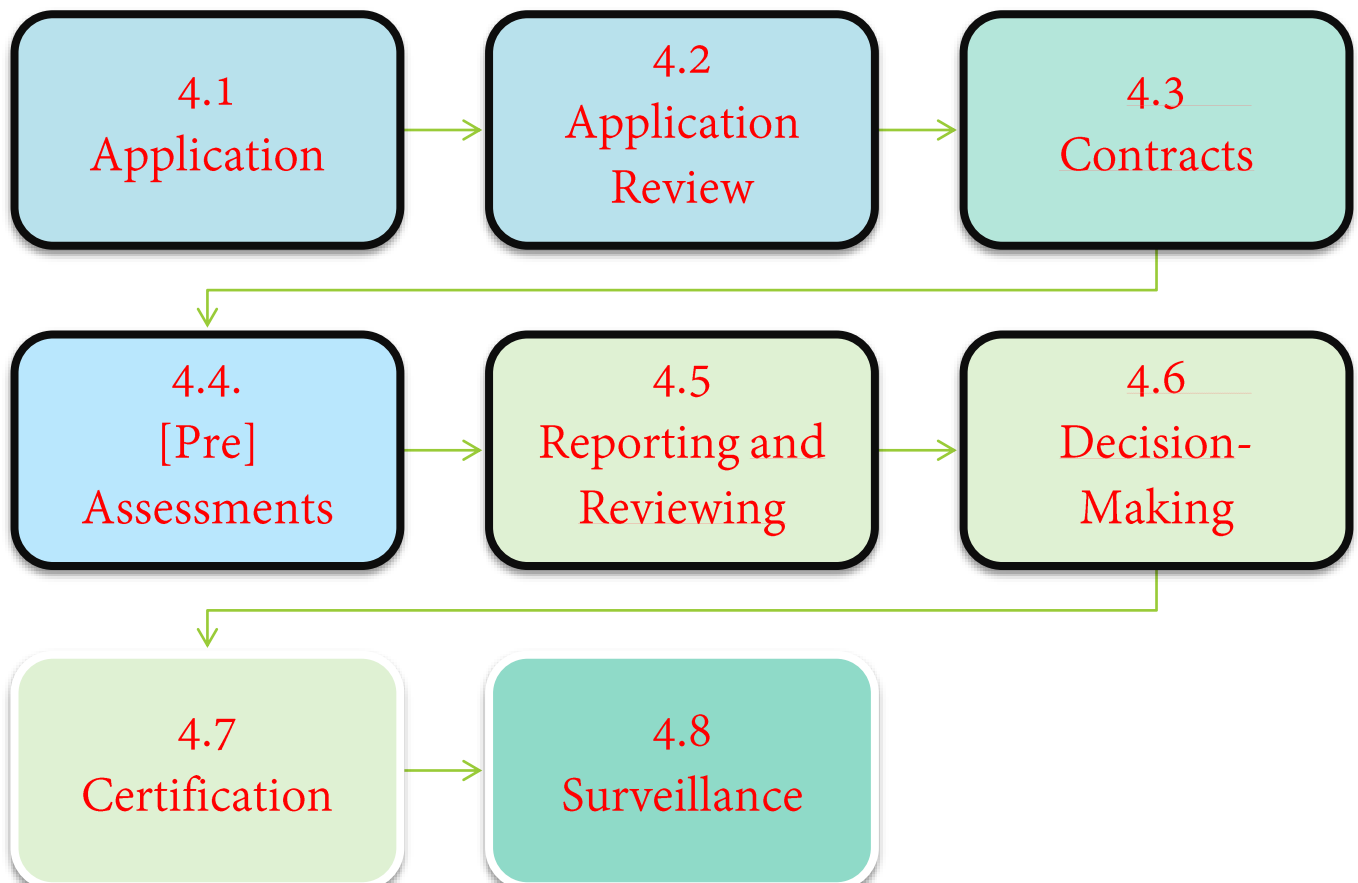 4.1
Application
4.2
Application
Review
4.3
Contracts
4.4.
[Pre]
Assessments
4.5
Reporting and
Reviewing
4.6
Decision-
Making
4.7
Certification
4.8
Surveillance